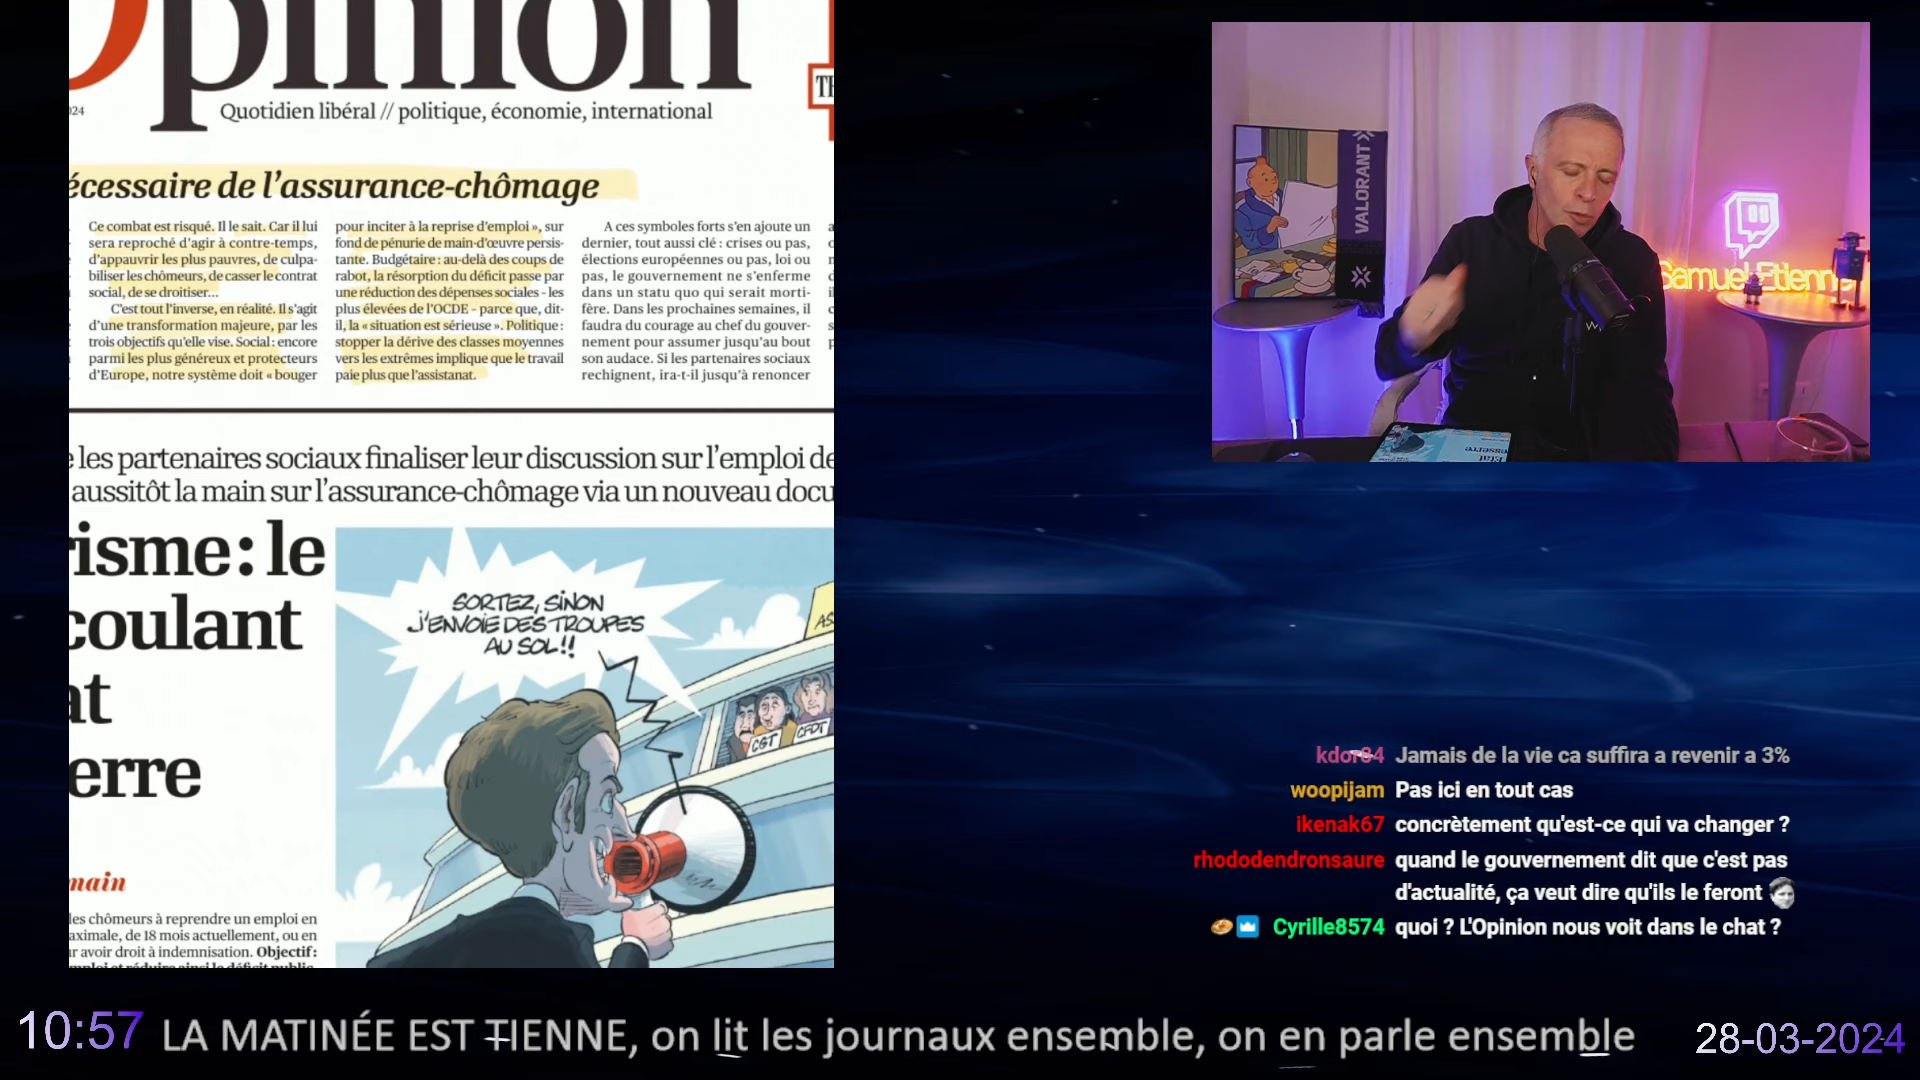 Opinion
Quotidien libéral // politique, économie, international
écessaire de l'assurance-chômage
Ce combat est risqué. Il le sait. Car il lui
sera reproché d'agir à contre-temps,
d'appauvrir les plus pauvres, de culpa-
biliser les chômeurs, de casser le contrat
social, de se droitiser...
C'est tout l'inverse, en réalité. Il s'agit
d'une transformation majeure, par les
trois objectifs qu'elle vise. Social : encore
parmi les plus généreux et protecteurs
d'Europe, notre système doit « bouger
pour inciter à la reprise d'emploi », sur
fond de pénurie de main-d'œuvre persis-
tante. Budgétaire : au-delà des coups de
rabot, la résorption du déficit passe par
une réduction des dépenses sociales - les
plus élevées de l'OCDE - parce que, dit-
il, la « situation est sérieuse ». Politique :
stopper la dérive des classes moyennes
vers les extrêmes implique que le travail
paie plus que l'assistanat.
A ces symboles forts s'en ajoute un
dernier, tout aussi clé : crises ou pas,
élections européennes ou pas, loi ou
pas, le gouvernement ne s'enferme
dans un statu quo qui serait morti-
fère. Dans les prochaines semaines, il
faudra du courage au chef du gouver-
nement pour assumer jusqu'au bout
son audace. Si les partenaires sociaux
rechignent, ira-t-il jusqu'à renoncer
les partenaires sociaux finaliser leur discussion sur l'emploi de
aussitôt la main sur l'assurance-chômage via un nouveau docu
risme : le
coulant
at
erre
SORTEZ, SINON
J'ENVOIE DES TROUPES
AU SOL!!
AS
CGT
CFDT
main
les chômeurs à reprendre un emploi en
aximale, de 18 mois actuellement, ou en
r avoir droit à indemnisation. Objectif :
VALORANT
Samuel Etienne
kdor84 Jamais de la vie ca suffira a revenir a 3%
woopijam Pas ici en tout cas
ikenak67 concrètement qu'est-ce qui va changer ?
rhododendronsaure quand le gouvernement dit que c'est pas
d'actualité, ça veut dire qu'ils le feront
Cyrille8574 quoi ? L'Opinion nous voit dans le chat ?
10:57 LA MATINÉE EST TIENNE, on lit les journaux ensemble, on en parle ensemble 28-03-2024